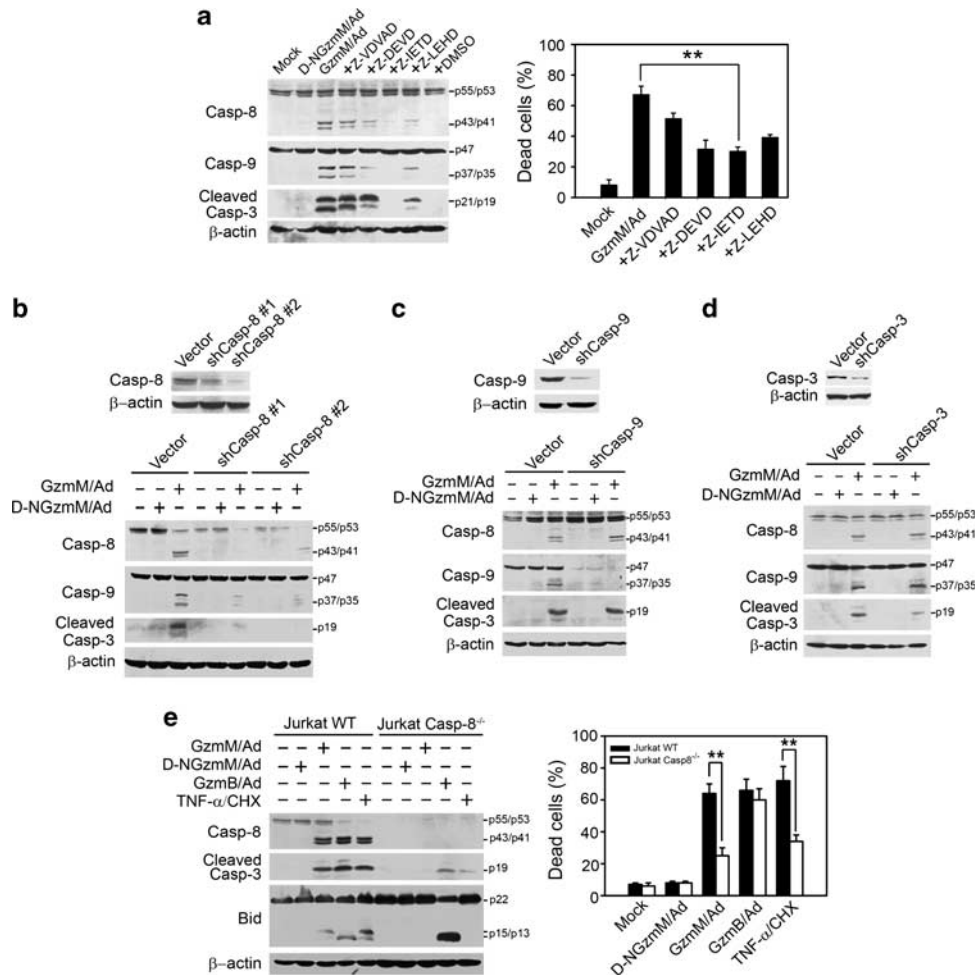 a
Mock
D-NGzmM/Ad
GzmM/Ad
+Z-VDVAD
+Z-DEVD
+Z-IETD
+Z-LEHD
+DMSO
Casp-8
p55/p53
p43/p41
Casp-9
p47
p37/p35
Cleaved
Casp-3
p21/p19
β-actin
Dead cells (%)
100
80
60
40
20
0
**
Mock
GzmM/Ad
+Z-VDVAD
+Z-DEVD
+Z-IETD
+Z-LEHD
b
Vector
shCasp-8 #1
shCasp-8 #2
Casp-8
β-actin
Vector
shCasp-8 #1
shCasp-8 #2
GzmM/Ad – – + – – + – – +
D-NGzmM/Ad – + – – + – – + –
Casp-8
p55/p53
p43/p41
Casp-9
p47
p37/p35
Cleaved
Casp-3
p19
β-actin
c
Vector
shCasp-9
Casp-9
β-actin
Vector
shCasp-9
GzmM/Ad – – + – – +
D-NGzmM/Ad – + – – + –
Casp-8
p55/p53
p43/p41
Casp-9
p47
p37/p35
Cleaved
Casp-3
p19
β-actin
d
Vector
shCasp-3
Casp-3
β-actin
Vector
shCasp-3
GzmM/Ad – – + – – +
D-NGzmM/Ad – + – – + –
Casp-8
p55/p53
p43/p41
Casp-9
p47
p37/p35
Cleaved
Casp-3
p19
β-actin
e
Jurkat WT
Jurkat Casp-8-/-
GzmM/Ad – – + – – – – + – –
D-NGzmM/Ad – + – – – – + – – –
GzmB/Ad – – – + – – – – + –
TNF-α/CHX – – – – + – – – – +
Casp-8
p55/p53
p43/p41
Cleaved
Casp-3
p19
Bid
p22
p15/p13
β-actin
Dead cells (%)
100
80
60
40
20
0
Jurkat WT
Jurkat Casp8-/-
**
**
Mock
D-NGzmM/Ad
GzmM/Ad
GzmB/Ad
TNF-α/CHX